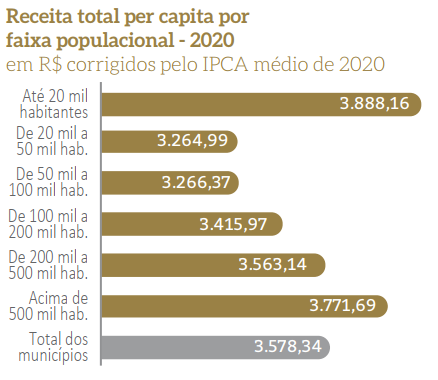 Receita total per capita por
faixa populacional - 2020
em R$ corrigidos pelo IPCA médio de 2020
Até 20 mil
habitantes
3.888,16
De 20 mil a
50 mil hab.
3.264,99
De 50 mil a
100 mil hab.
3.266,37
De 100 mil a
200 mil hab.
3.415,97
De 200 mil a
500 mil hab.
3.563,14
Acima de
500 mil hab.
3.771,69
Total dos
municípios
3.578,34